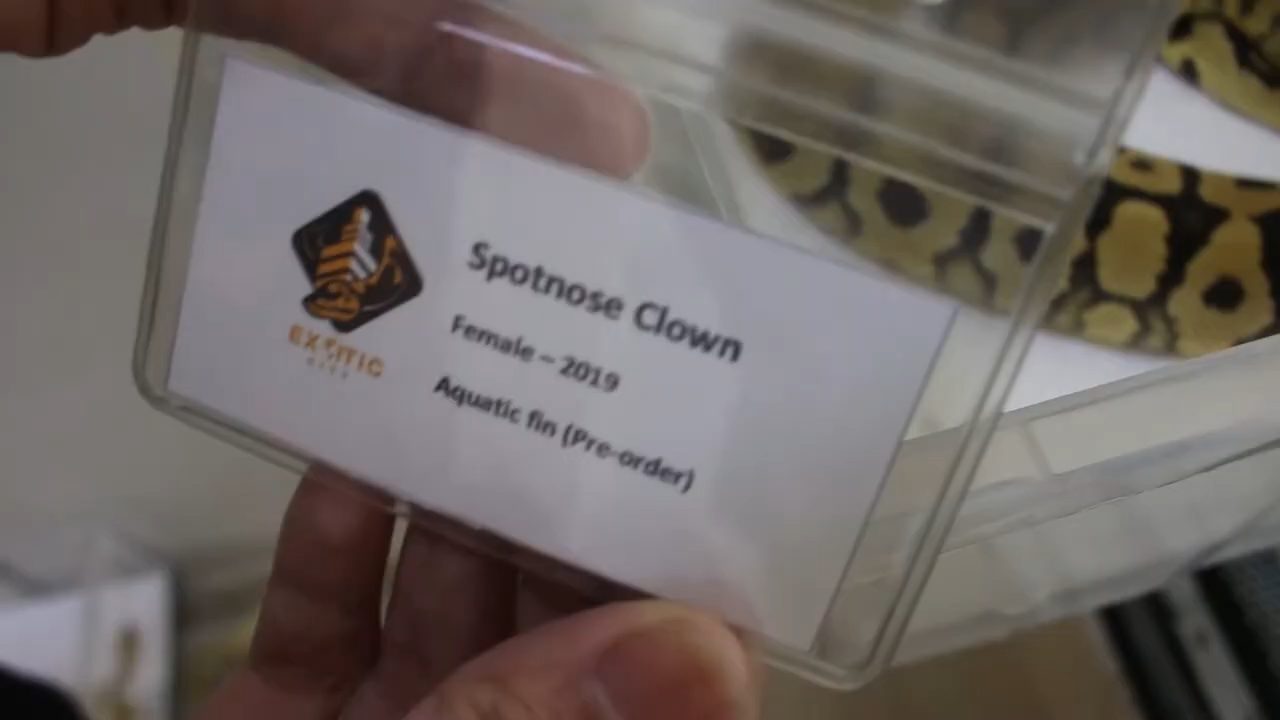 Spotnose Clown
Female – 2019
Aquatic fin (Pre-order)
EXOTIC